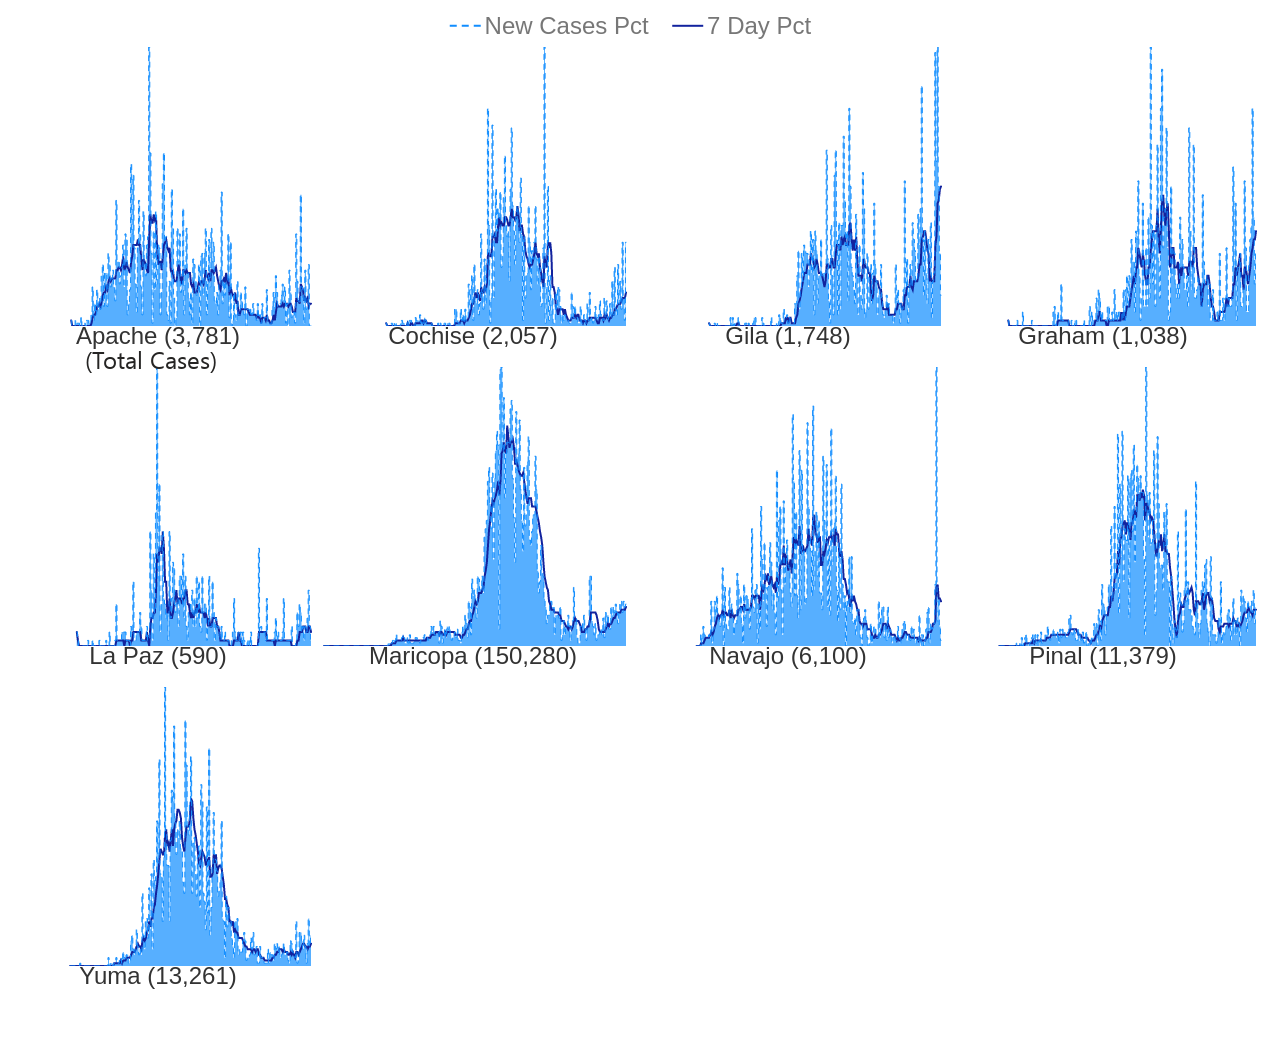 New Cases Pct 7 Day Pct
Apache (3,781) Cochise (2,057) Gila (1,748) Graham (1,038)
(Total Cases)
La Paz (590) Maricopa (150,280) Navajo (6,100) Pinal (11,379)
Yuma (13,261)